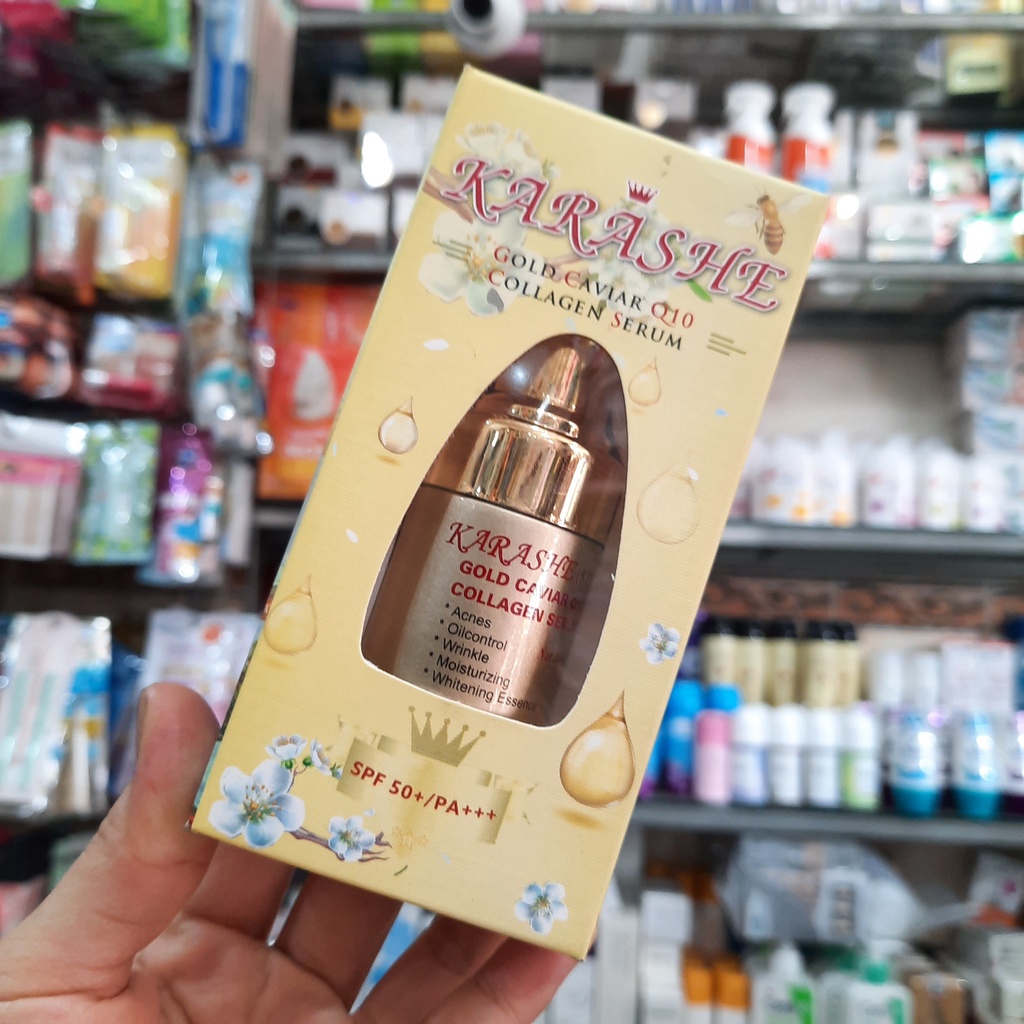 KARASHE
GOLD CAVIAR Q10
COLLAGEN SERUM
KARASHE
GOLD CAVIAR
COLLAGEN
• Acnes
• Oilcontrol
• Wrinkle
• Moisturizing
• Whitening Essence
SPF 50+/PA+++